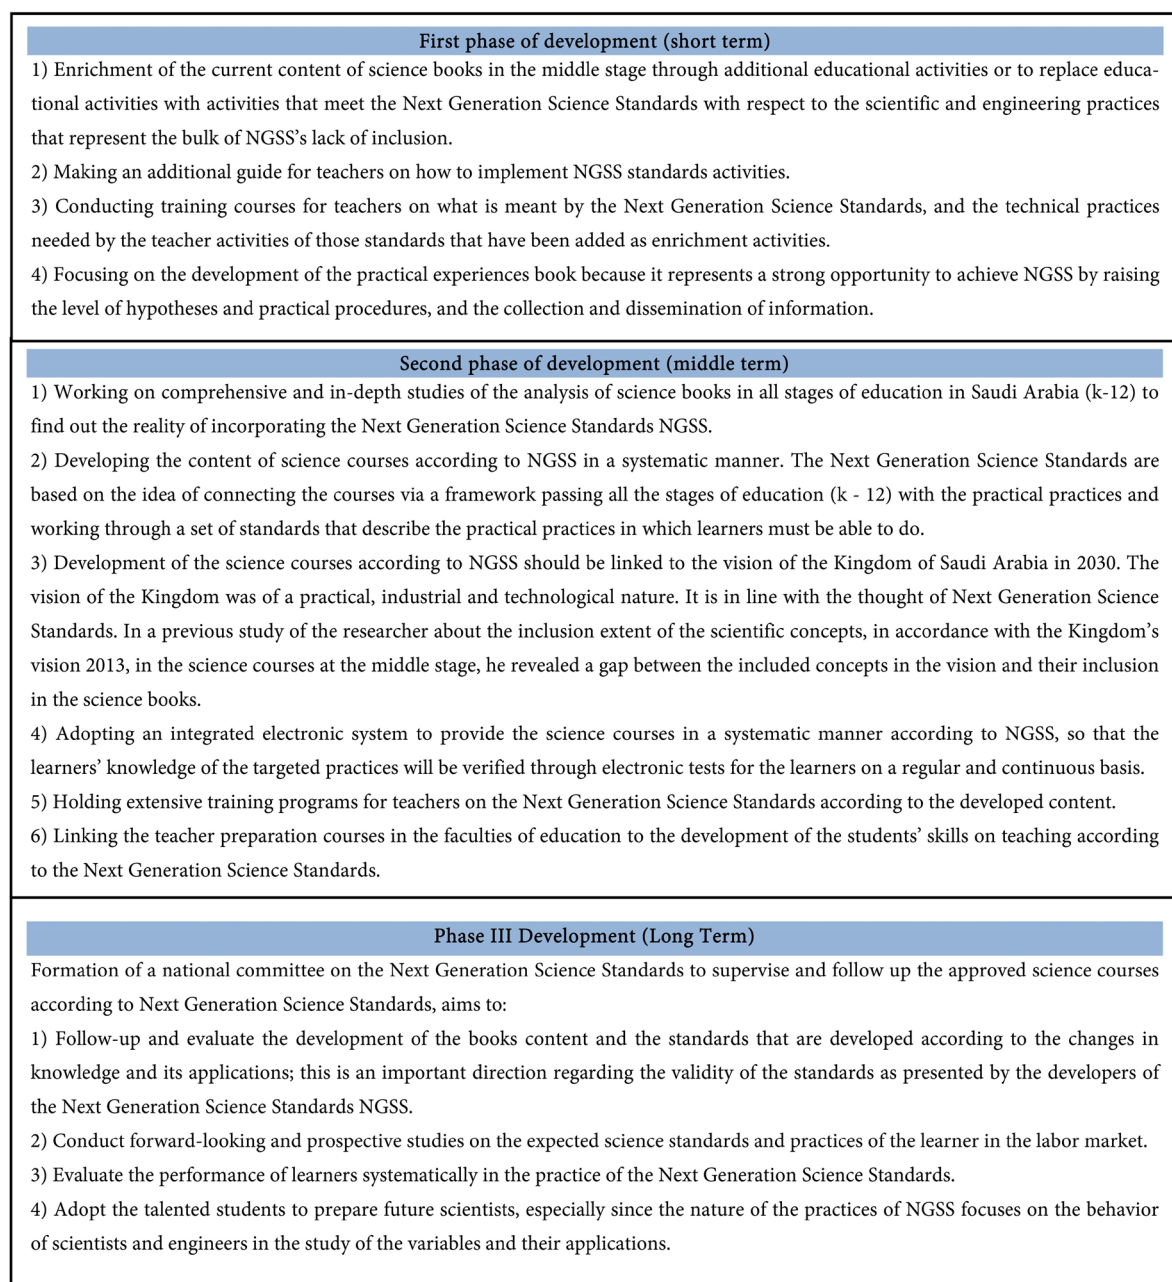 First phase of development (short term)
1) Enrichment of the current content of science books in the middle stage through additional educational activities or to replace educa-
tional activities with activities that meet the Next Generation Science Standards with respect to the scientific and engineering practices
that represent the bulk of NGSS's lack of inclusion.
2) Making an additional guide for teachers on how to implement NGSS standards activities.
3) Conducting training courses for teachers on what is meant by the Next Generation Science Standards, and the technical practices
needed by the teacher activities of those standards that have been added as enrichment activities.
4) Focusing on the development of the practical experiences book because it represents a strong opportunity to achieve NGSS by raising
the level of hypotheses and practical procedures, and the collection and dissemination of information.
Second phase of development (middle term)
1) Working on comprehensive and in-depth studies of the analysis of science books in all stages of education in Saudi Arabia (k-12) to
find out the reality of incorporating the Next Generation Science Standards NGSS.
2) Developing the content of science courses according to NGSS in a systematic manner. The Next Generation Science Standards are
based on the idea of connecting the courses via a framework passing all the stages of education (k - 12) with the practical practices and
working through a set of standards that describe the practical practices in which learners must be able to do.
3) Development of the science courses according to NGSS should be linked to the vision of the Kingdom of Saudi Arabia in 2030. The
vision of the Kingdom was of a practical, industrial and technological nature. It is in line with the thought of Next Generation Science
Standards. In a previous study of the researcher about the inclusion extent of the scientific concepts, in accordance with the Kingdom's
vision 2013, in the science courses at the middle stage, he revealed a gap between the included concepts in the vision and their inclusion
in the science books.
4) Adopting an integrated electronic system to provide the science courses in a systematic manner according to NGSS, so that the
learners' knowledge of the targeted practices will be verified through electronic tests for the learners on a regular and continuous basis.
5) Holding extensive training programs for teachers on the Next Generation Science Standards according to the developed content.
6) Linking the teacher preparation courses in the faculties of education to the development of the students' skills on teaching according
to the Next Generation Science Standards.
Phase III Development (Long Term)
Formation of a national committee on the Next Generation Science Standards to supervise and follow up the approved science courses
according to Next Generation Science Standards, aims to:
1) Follow-up and evaluate the development of the books content and the standards that are developed according to the changes in
knowledge and its applications; this is an important direction regarding the validity of the standards as presented by the developers of
the Next Generation Science Standards NGSS.
2) Conduct forward-looking and prospective studies on the expected science standards and practices of the learner in the labor market.
3) Evaluate the performance of learners systematically in the practice of the Next Generation Science Standards.
4) Adopt the talented students to prepare future scientists, especially since the nature of the practices of NGSS focuses on the behavior
of scientists and engineers in the study of the variables and their applications.